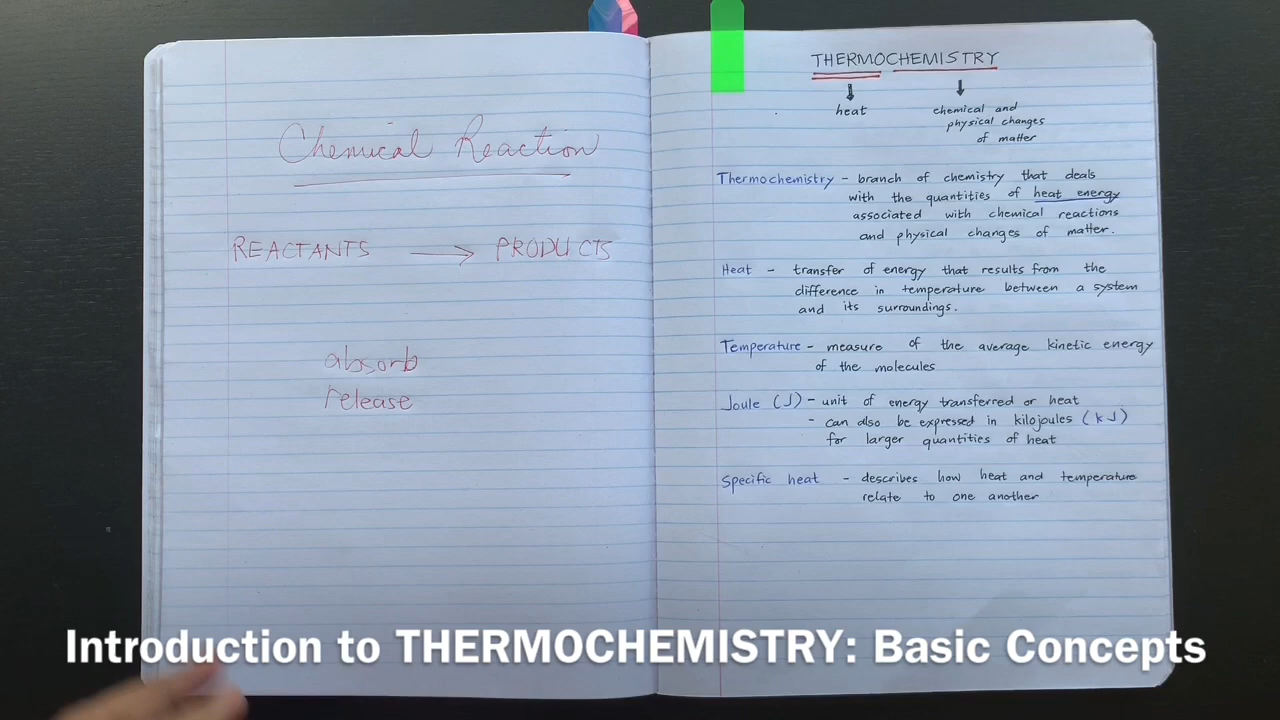 Chemical Reaction
REACTANTS → PRODUCTS
absorb
release
THERMOCHEMISTRY
heat
chemical and
physical changes
of matter
Thermochemistry - branch of chemistry that deals
with the quantities of heat energy
associated with chemical reactions
and physical changes of matter.
Heat - transfer of energy that results from the
difference in temperature between a system
and its surroundings.
Temperature - measure of the average kinetic energy
of the molecules
Joule (J) - unit of energy transferred or heat
- can also be expressed in kilojoules (kJ)
for larger quantities of heat
Specific heat - describes how heat and temperature
relate to one another
Introduction to THERMOCHEMISTRY: Basic Concepts